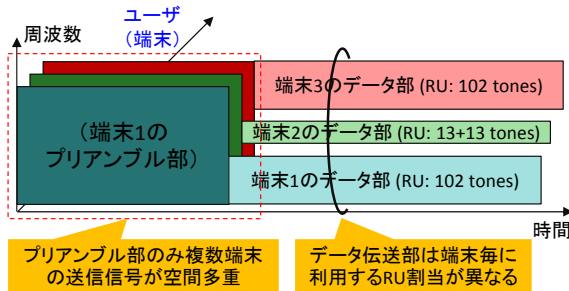 ユーザ
（端末）
周波数
端末3のデータ部 (RU: 102 tones)
（端末1の
プリアンブル部）
端末2のデータ部 (RU: 13+13 tones)
端末1のデータ部 (RU: 102 tones)
時間
プリアンブル部のみ複数端末
の送信信号が空間多重
データ伝送部は端末毎に
利用するRU割当が異なる